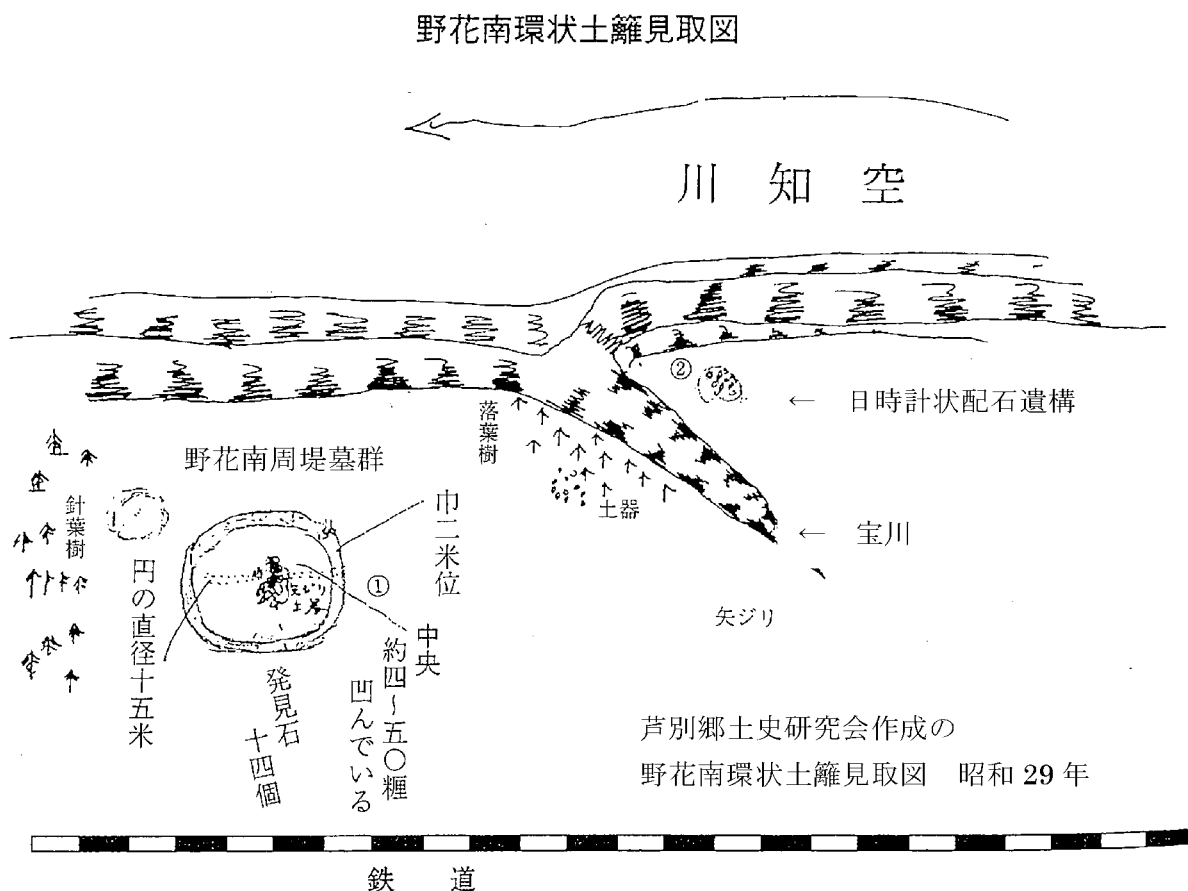 野花南環状土籬見取図
川知空
②
← 日時計状配石遺構
落葉樹
野花南周堤墓群
針葉樹
土器
← 宝川
巾二米位
①
円の直径十五米
矢ジリ
中央
約四～五〇糎
凹んでいる
発見石
十四個
芦別郷土史研究会作成の
野花南環状土籬見取図 昭和29年
鉄道